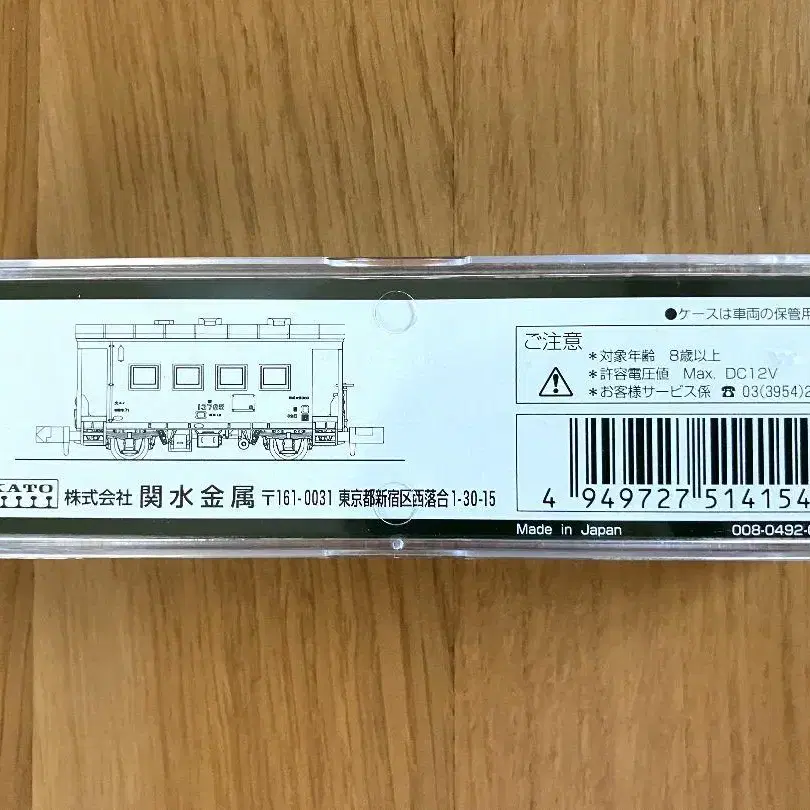 ●ケースは車両の保管用
ご注意
＊対象年齢 8歳以上
＊許容電圧値 Max. DC12V
＊お客様サービス係 ☎ 03(3954)2
KATO 株式会社 関水金属 〒161-0031 東京都新宿区西落合1-30-15
4 949727 514154
Made in Japan 008-0492-0